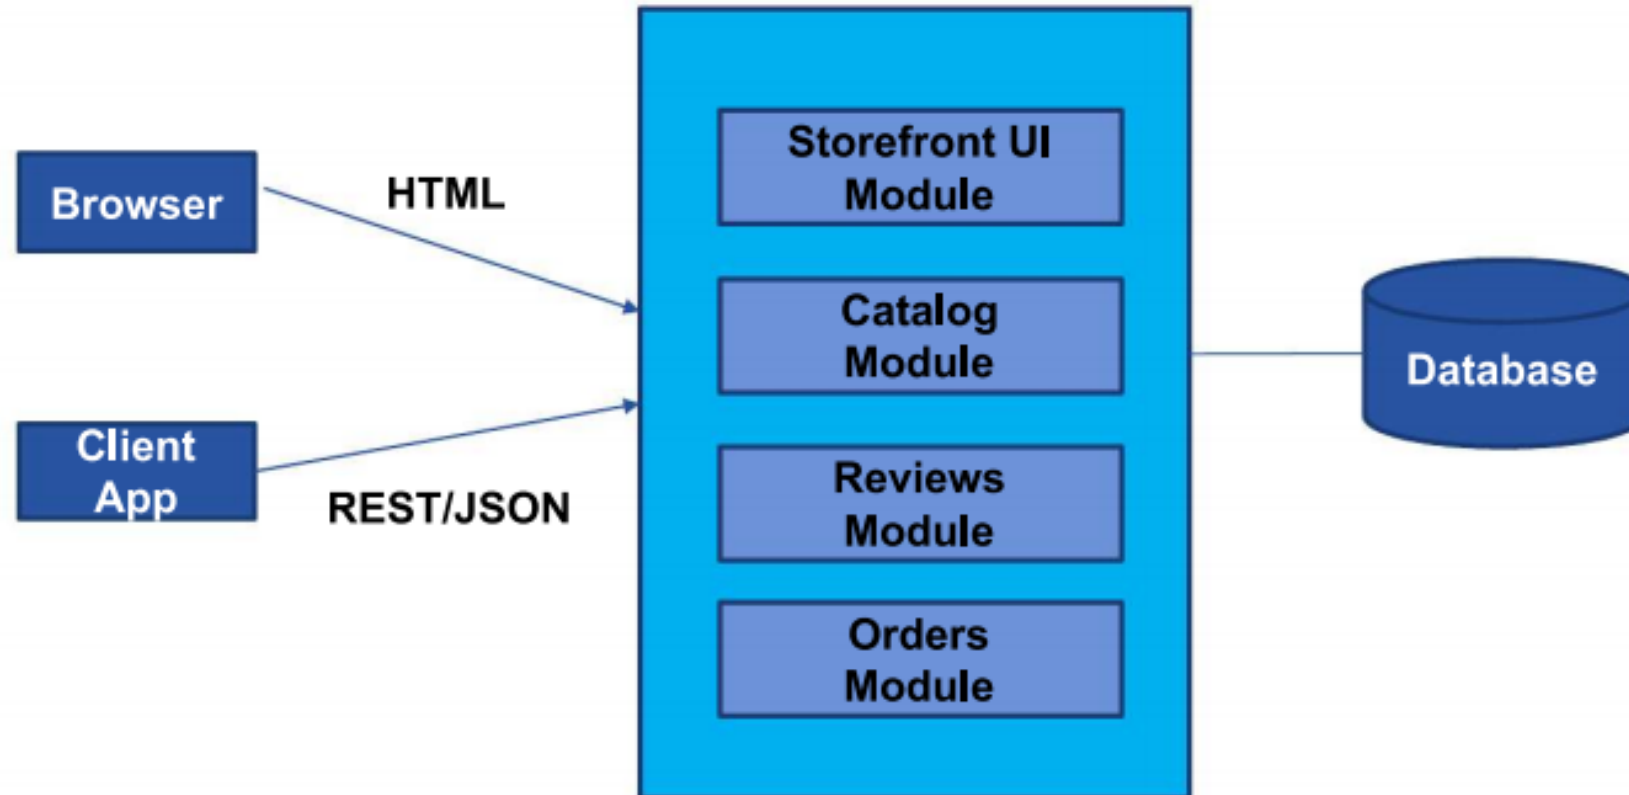 Browser
HTML
Client
App
REST/JSON
Storefront UI
Module
Catalog
Module
Reviews
Module
Orders
Module
Database